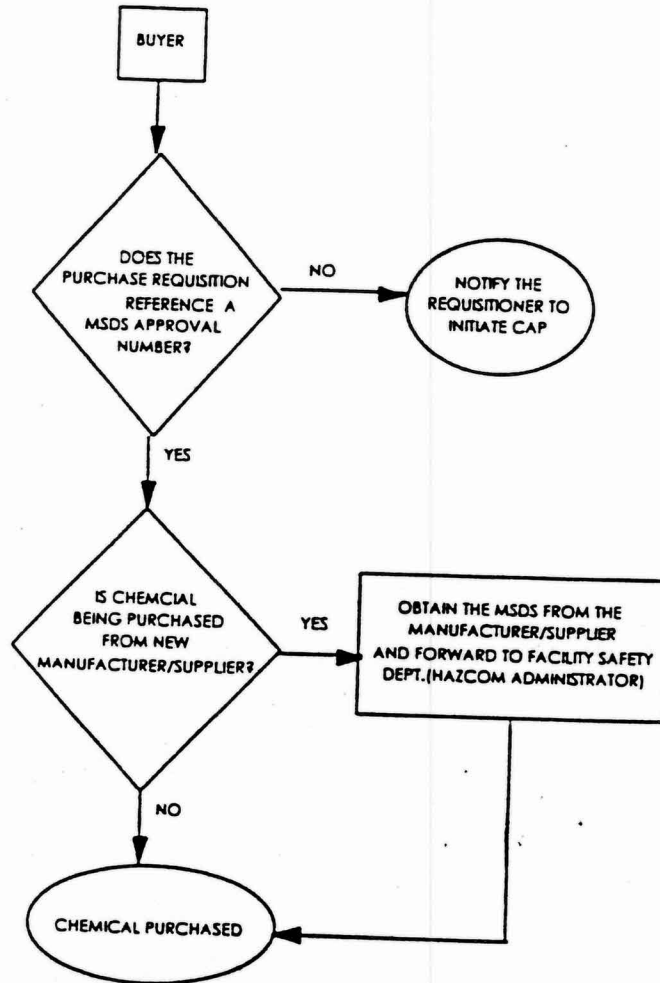 BUYER
DOES THE
PURCHASE REQUISITION
REFERENCE A
MSDS APPROVAL
NUMBER?
NO
NOTIFY THE
REQUISITIONER TO
INITIATE CAP
YES
IS CHEMCIAL
BEING PURCHASED
FROM NEW
MANUFACTURER/SUPPLIER?
YES
OBTAIN THE MSDS FROM THE
MANUFACTURER/SUPPLIER
AND FORWARD TO FACILITY SAFETY
DEPT.(HAZCOM ADMINISTRATOR)
NO
CHEMICAL PURCHASED